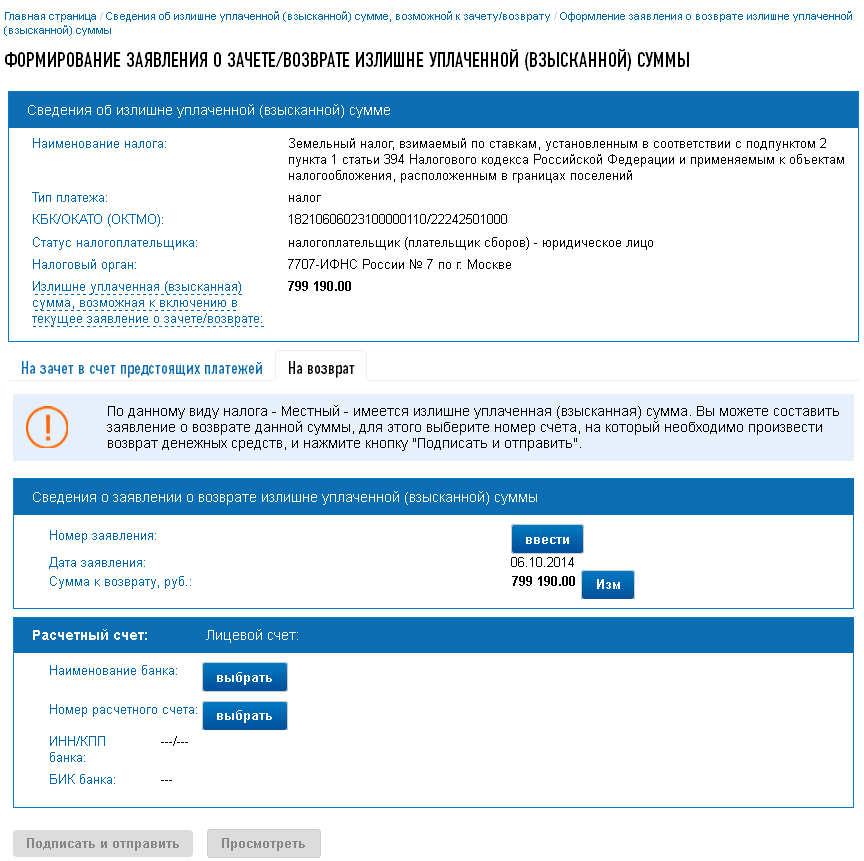 Главная страница / Сведения об излишне уплаченной (взысканной) сумме, возможной к зачету/возврату / Оформление заявления о возврате излишне уплаченной
(взысканной) суммы
ФОРМИРОВАНИЕ ЗАЯВЛЕНИЯ О ЗАЧЕТЕ/ВОЗВРАТЕ ИЗЛИШНЕ УПЛАЧЕННОЙ (ВЗЫСКАННОЙ) СУММЫ
Сведения об излишне уплаченной (взысканной) сумме
Наименование налога: Земельный налог, взимаемый по ставкам, установленным в соответствии с подпунктом 2
пункта 1 статьи 394 Налогового кодекса Российской Федерации и применяемым к объектам
налогообложения, расположенным в границах поселений
Тип платежа: налог
КБК/ОКАТО (ОКТМО): 18210606023100000110/22242501000
Статус налогоплательщика: налогоплательщик (плательщик сборов) - юридическое лицо
Налоговый орган: 7707-ИФНС России № 7 по г. Москве
Излишне уплаченная (взысканная) 799 190.00
сумма, возможная к включению в
текущее заявление о зачете/возврате:
На зачет в счет предстоящих платежей На возврат
По данному виду налога - Местный - имеется излишне уплаченная (взысканная) сумма. Вы можете составить
заявление о возврате данной суммы, для этого выберите номер счета, на который необходимо произвести
возврат денежных средств, и нажмите кнопку "Подписать и отправить".
Сведения о заявлении о возврате излишне уплаченной (взысканной) суммы
Номер заявления: ввести
Дата заявления: 06.10.2014
Сумма к возврату, руб.: 799 190.00 Изм
Расчетный счет: Лицевой счет:
Наименование банка: выбрать
Номер расчетного счета: выбрать
ИНН/КПП ---/---
банка:
БИК банка: ---
Подписать и отправить Просмотреть